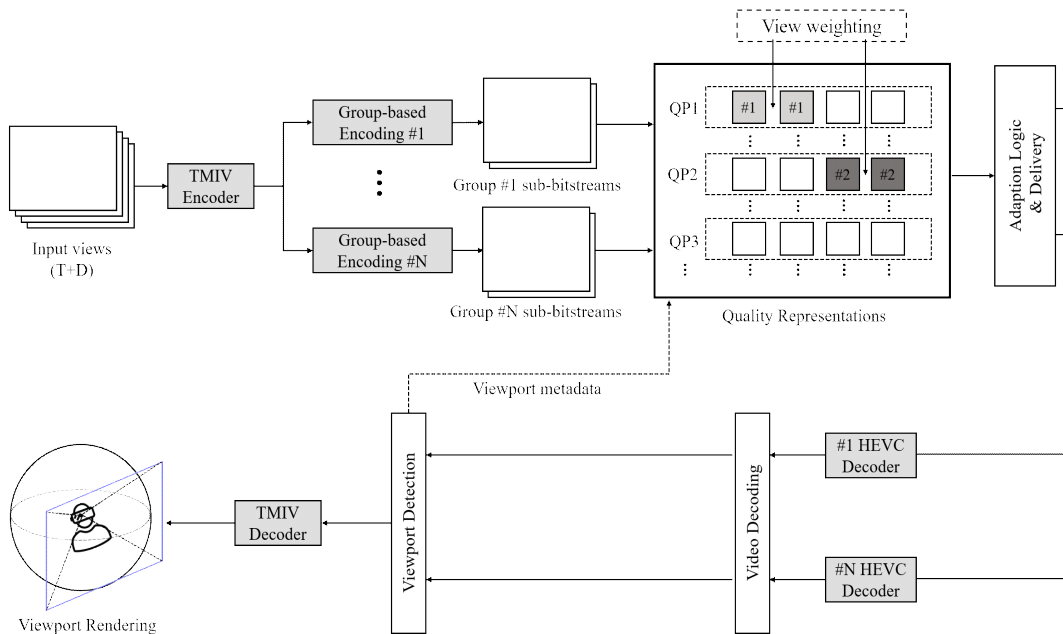 View weighting
Group-based
Encoding #1
Group #1 sub-bitstreams
TMIV
Encoder
Input views
(T+D)
Group-based
Encoding #N
Group #N sub-bitstreams
QP1
#1
#1
QP2
#2
#2
QP3
Quality Representations
Adaption Logic
& Delivery
Viewport metadata
Viewport Detection
Video Decoding
#1 HEVC
Decoder
#N HEVC
Decoder
TMIV
Decoder
Viewport Rendering